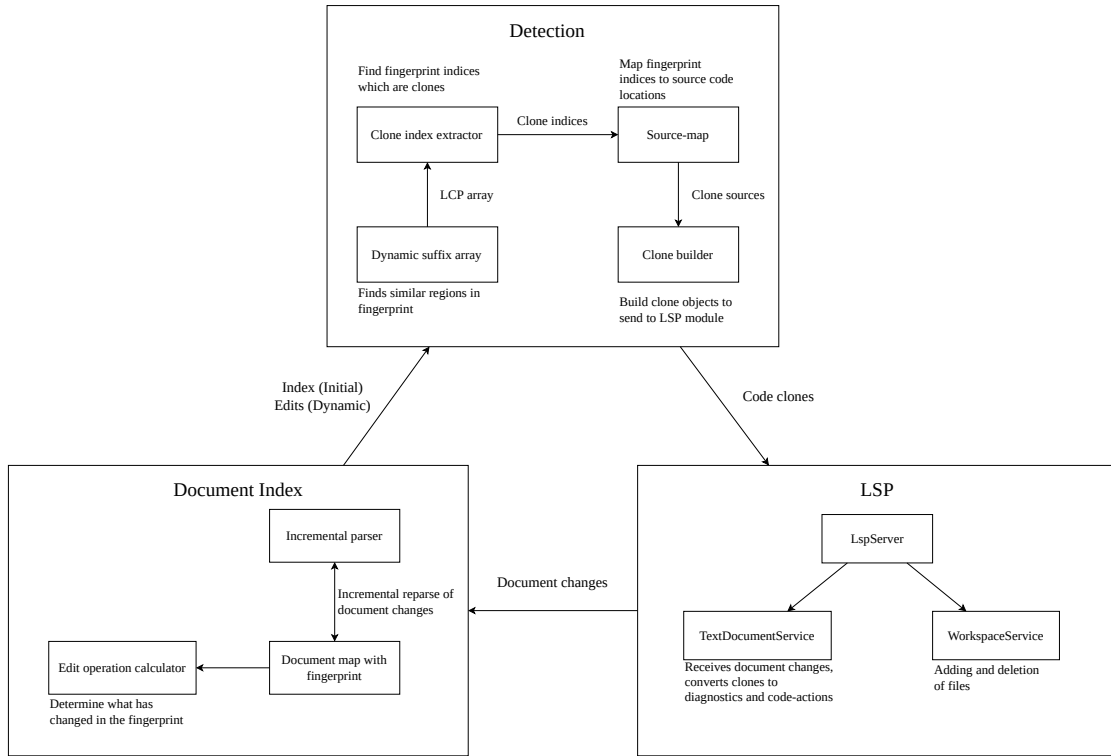 Detection
Find fingerprint indices
which are clones
Map fingerprint
indices to source code
locations
Clone index extractor
Clone indices
Source-map
LCP array
Clone sources
Dynamic suffix array
Clone builder
Finds similar regions in
fingerprint
Build clone objects to
send to LSP module
Index (Initial)
Edits (Dynamic)
Code clones
Document Index
Incremental parser
Incremental reparse of
document changes
Edit operation calculator
Document map with
fingerprint
Determine what has
changed in the fingerprint
Document changes
LSP
LspServer
TextDocumentService
WorkspaceService
Receives document changes,
converts clones to
diagnostics and code-actions
Adding and deletion
of files